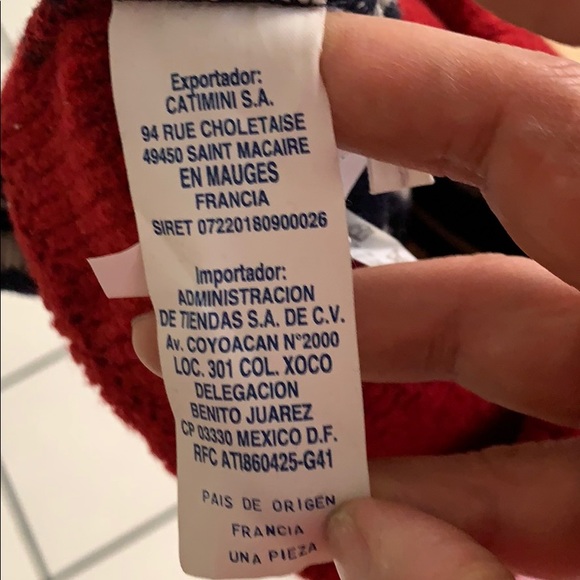 Exportador:
CATIMINI S.A.
94 RUE CHOLETAISE
49450 SAINT MACAIRE
EN MAUGES
FRANCIA
SIRET 07220180900026
Importador:
ADMINISTRACION
DE TIENDAS S.A. DE C.V.
Av. COYOACAN N°2000
LOC. 301 COL. XOCO
DELEGACION
BENITO JUAREZ
CP 03330 MEXICO D.F.
RFC ATI860425-G41
PAIS DE ORIGEN
FRANCIA
UNA PIEZA